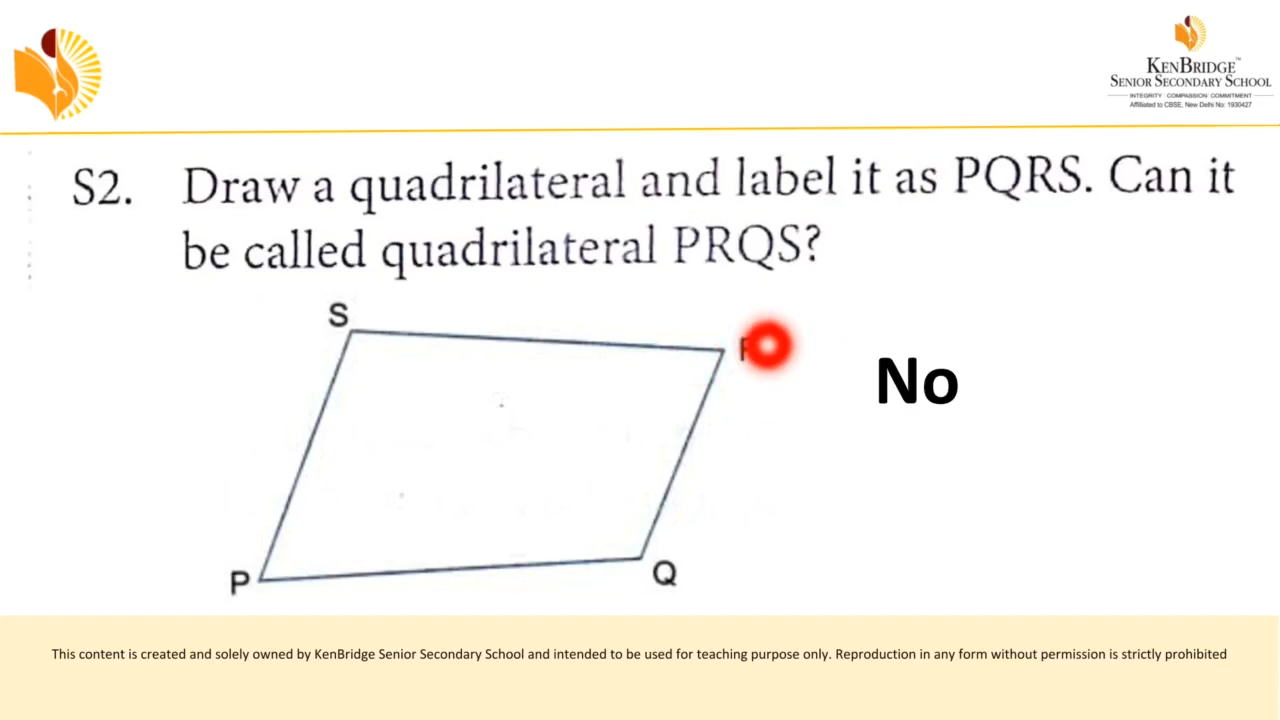 KENBRIDGE™
SENIOR SECONDARY SCHOOL
INTEGRITY COMPASSION COMMITMENT
Affiliated to CBSE, New Delhi No: 1930427
S2. Draw a quadrilateral and label it as PQRS. Can it
be called quadrilateral PRQS?
S
No
P
Q
This content is created and solely owned by KenBridge Senior Secondary School and intended to be used for teaching purpose only. Reproduction in any form without permission is strictly prohibited